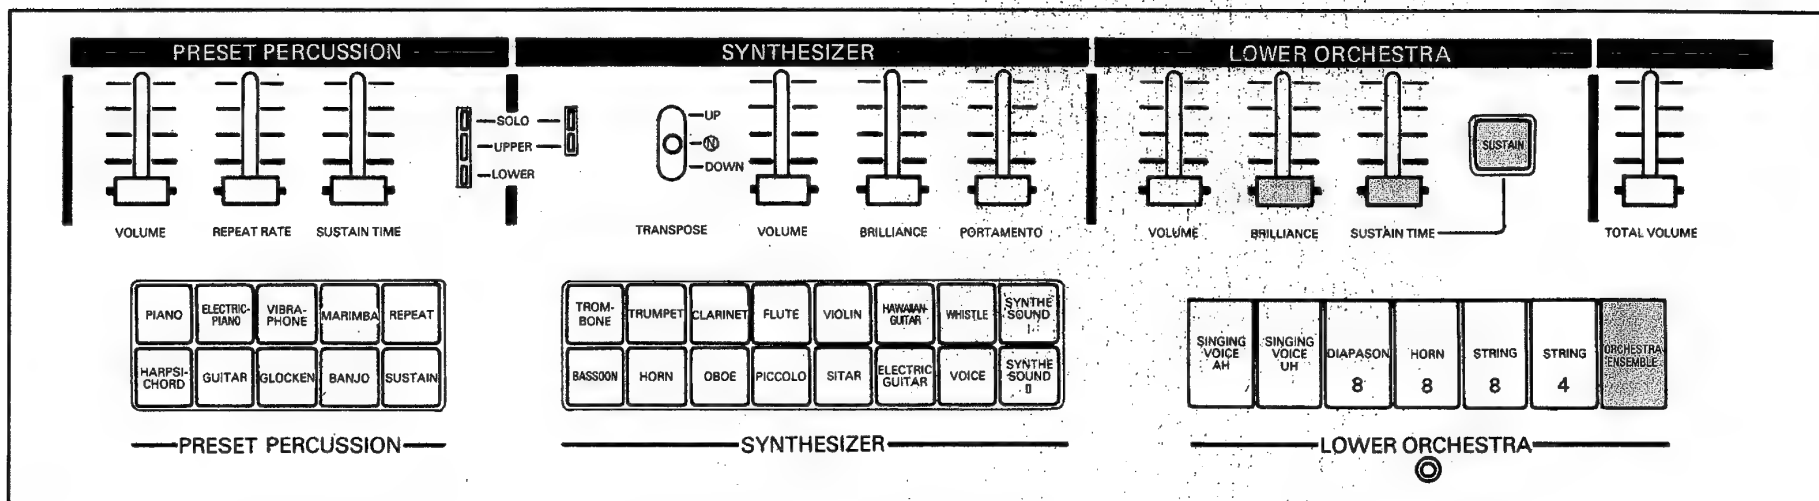 PRESET PERCUSSION
SYNTHESIZER
LOWER ORCHESTRA
SOLO
UPPER
LOWER
UP
N
DOWN
SUSTAIN
VOLUME
REPEAT RATE
SUSTAIN TIME
TRANSPOSE
VOLUME
BRILLIANCE
PORTAMENTO
VOLUME
BRILLIANCE
SUSTAIN TIME
TOTAL VOLUME
PIANO
ELECTRIC-
PIANO
VIBRA-
PHONE
MARIMBA
REPEAT
HARPSI-
CHORD
GUITAR
GLOCKEN
BANJO
SUSTAIN
PRESET PERCUSSION
TROM-
BONE
TRUMPET
CLARINET
FLUTE
VIOLIN
HAWAIIAN-
GUITAR
WHISTLE
SYNTHE
SOUND
I
BASSOON
HORN
OBOE
PICCOLO
SITAR
ELECTRIC
GUITAR
VOICE
SYNTHE
SOUND
II
SYNTHESIZER
SINGING
VOICE
AH
SINGING
VOICE
UH
DIAPASON
8
HORN
8
STRING
8
STRING
4
ORCHESTRA
ENSEMBLE
LOWER ORCHESTRA